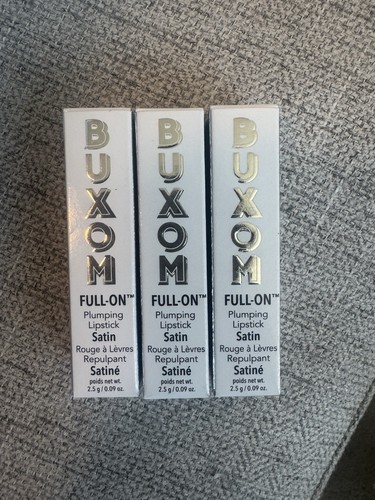 BUXOM
FULL-ON™
Plumping
Lipstick
Satin
Rouge à Lèvres
Repulpant
Satiné
poids net wt.
2.5 g / 0.09 oz.
BUXOM
FULL-ON™
Plumping
Lipstick
Satin
Rouge à Lèvres
Repulpant
Satiné
poids net wt.
2.5 g / 0.09 oz.
BUXOM
FULL-ON™
Plumping
Lipstick
Satin
Rouge à Lèvres
Repulpant
Satiné
poids net wt.
2.5 g / 0.09 oz.